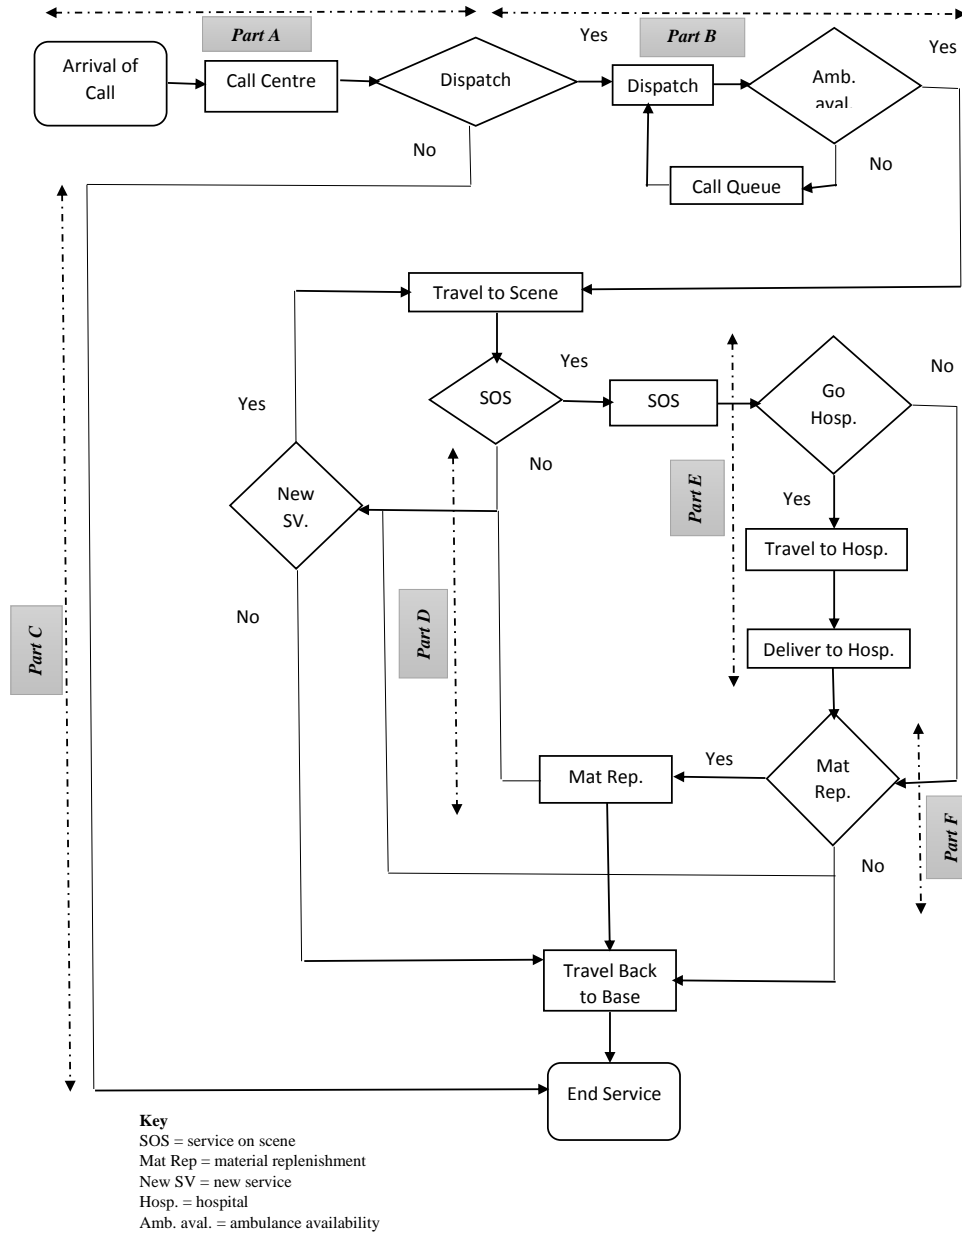 Part A
Yes
Part B
Yes
Arrival of
Call
Call Centre
Dispatch
Dispatch
Amb.
aval.
No
No
Call Queue
Travel to Scene
Yes
No
Go
Hosp.
SOS
SOS
Yes
No
New
SV.
Part E
Yes
Travel to Hosp.
No
Part C
Part D
Deliver to Hosp.
Yes
Mat
Rep.
Mat Rep.
Part F
No
Travel Back
to Base
End Service
Key
SOS = service on scene
Mat Rep = material replenishment
New SV = new service
Hosp. = hospital
Amb. aval. = ambulance availability